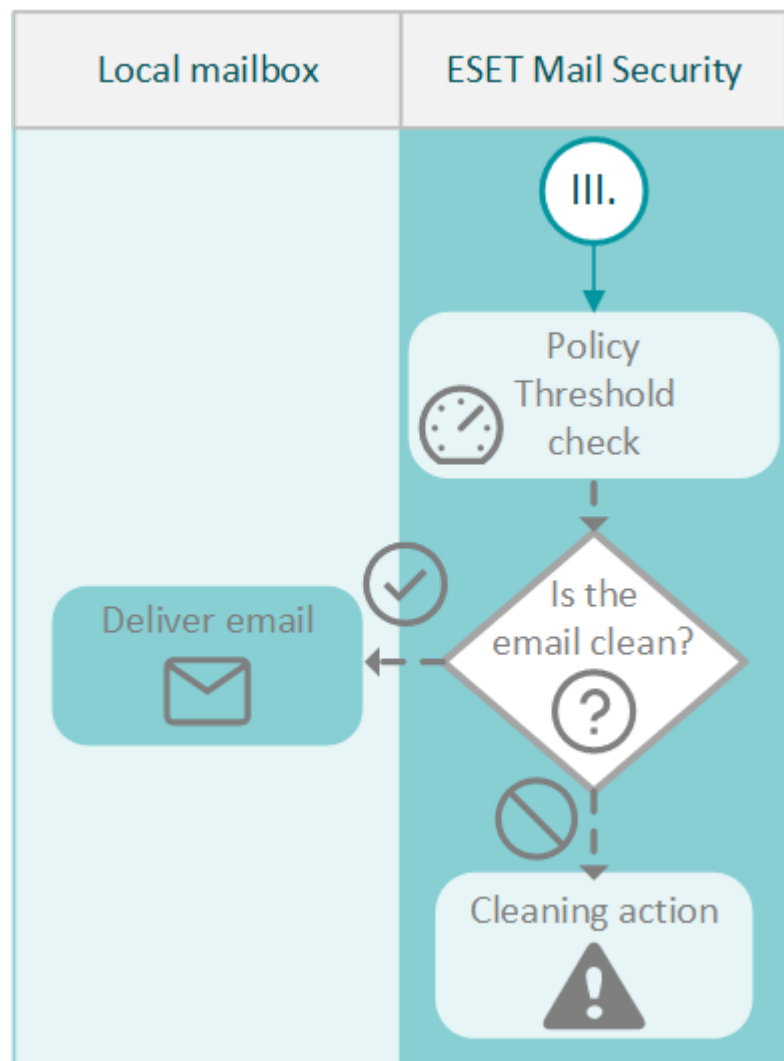 Local mailbox
ESET Mail Security
III.
Policy
Threshold
check
Is the
email clean?
?
Deliver email
Cleaning action
!